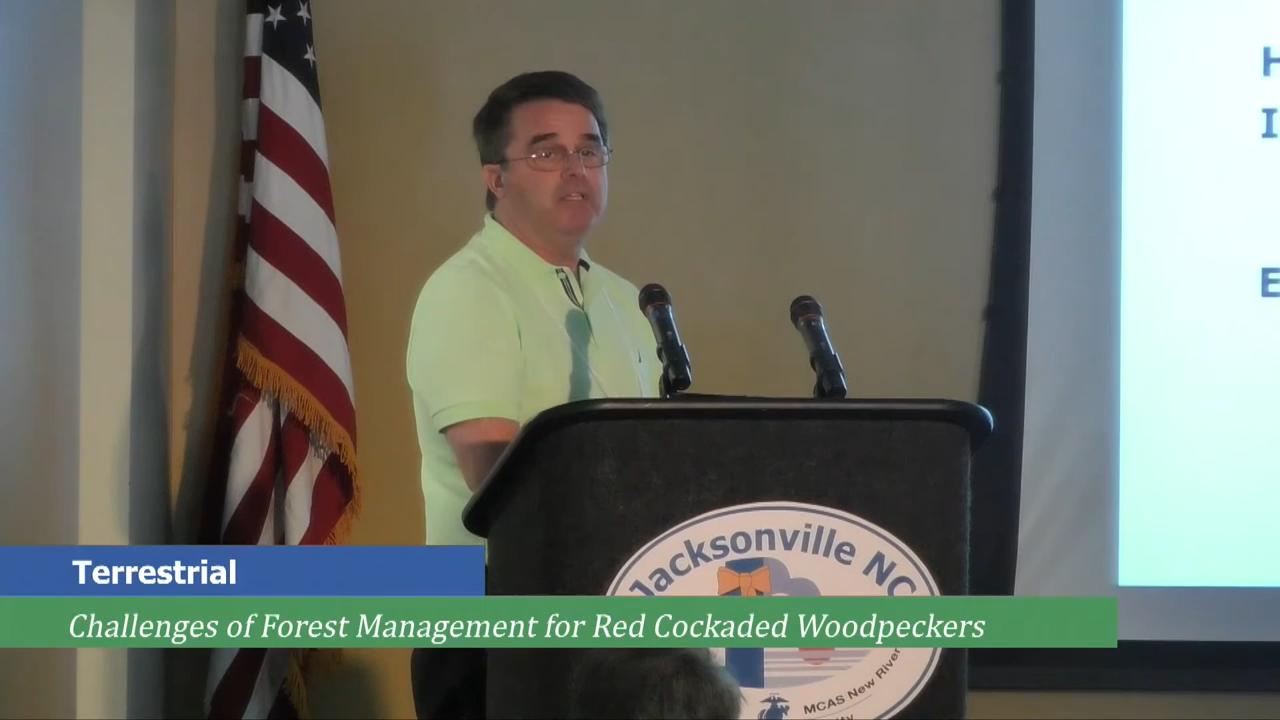 H
I
E
Jacksonville NC
Terrestrial
Challenges of Forest Management for Red Cockaded Woodpeckers
MCAS New River